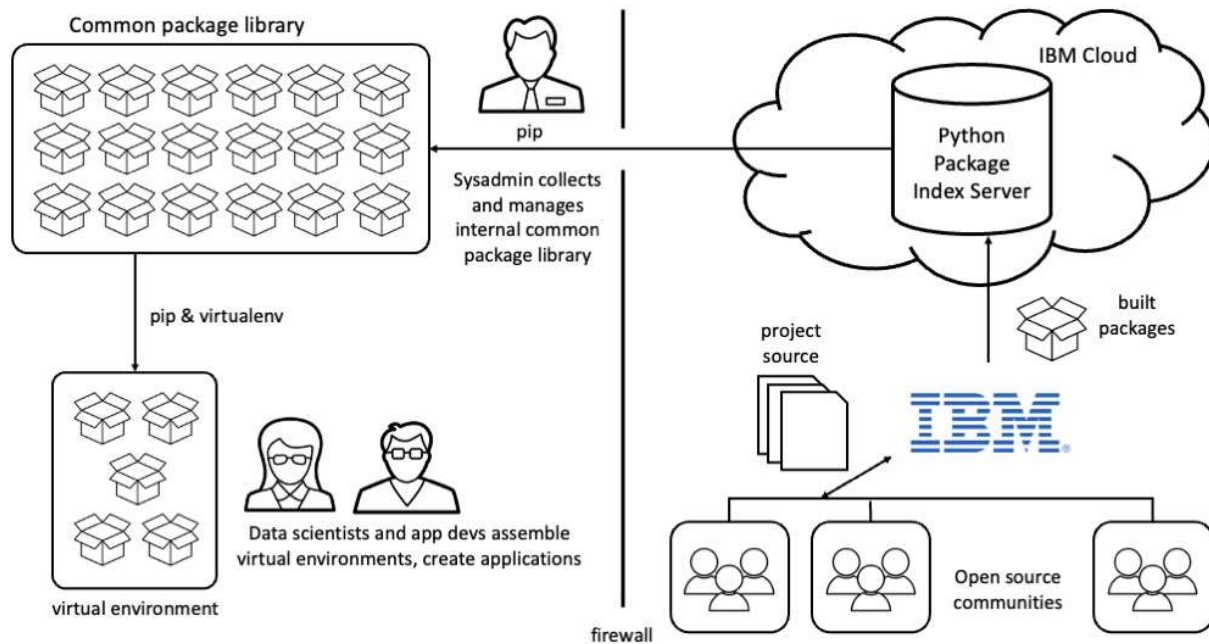 Common package library
pip
Sysadmin collects
and manages
internal common
package library
pip & virtualenv
Data scientists and app devs assemble
virtual environments, create applications
virtual environment
firewall
IBM Cloud
Python
Package
Index Server
built
packages
project
source
IBM®
Open source
communities